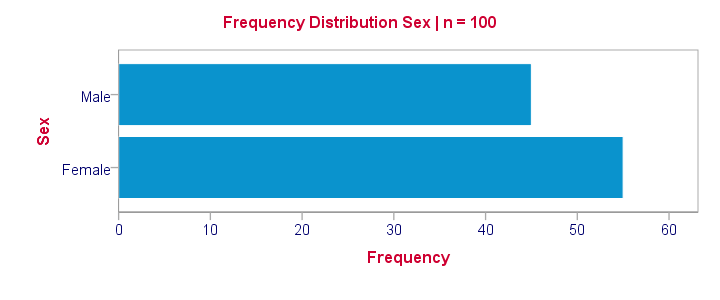 Frequency Distribution Sex | n = 100
Sex
Male
Female
0 10 20 30 40 50 60
Frequency